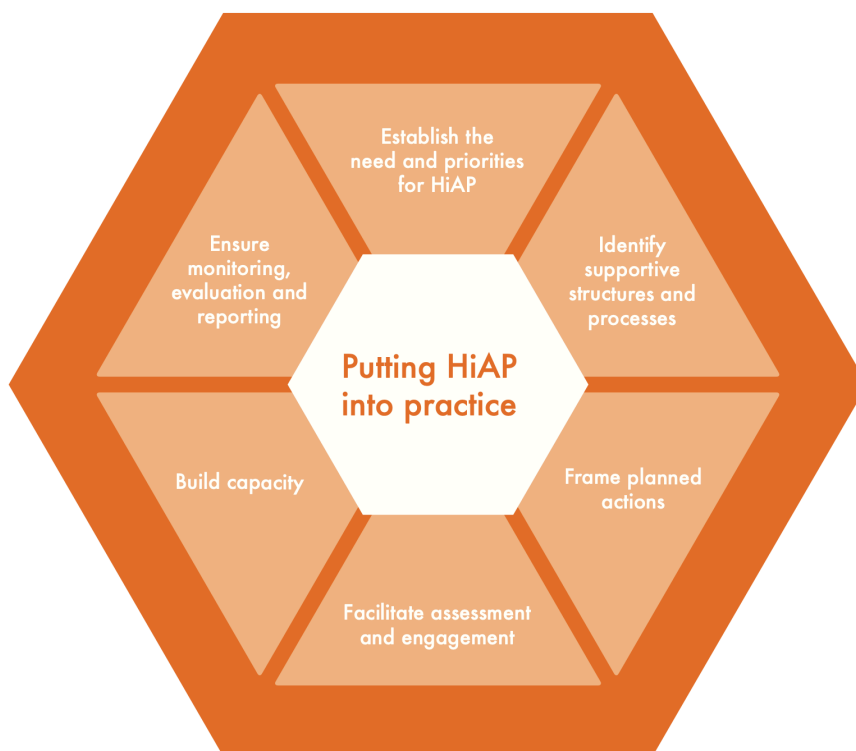 Establish the
need and priorities
for HiAP
Identify
supportive
structures and
processes
Frame planned
actions
Facilitate assessment
and engagement
Build capacity
Ensure
monitoring,
evaluation and
reporting
Putting HiAP
into practice